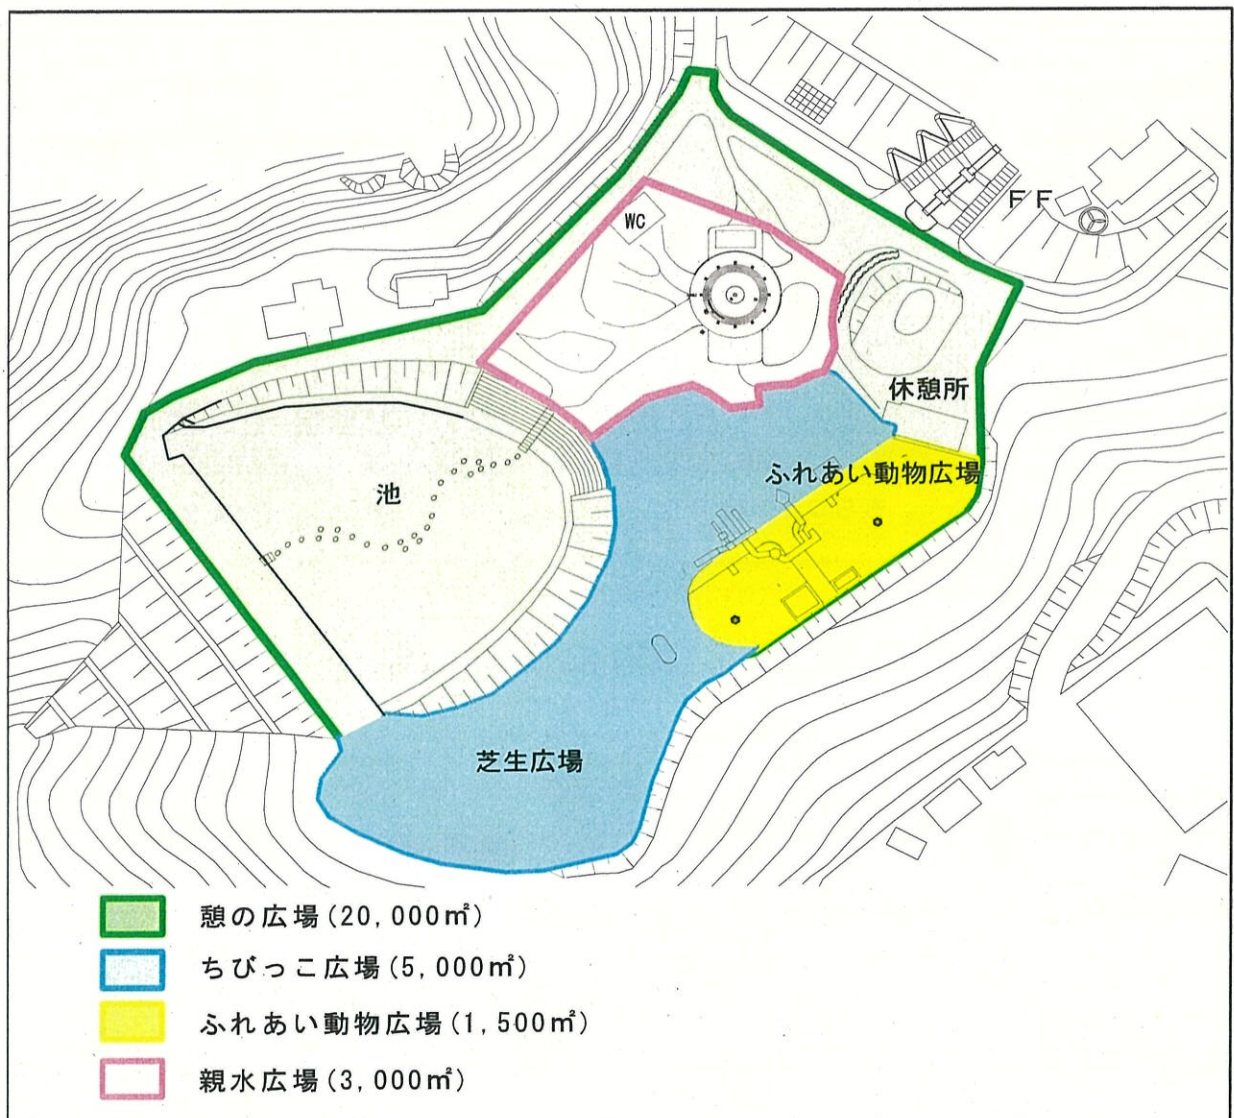 FF
WC
休憩所
ふれあい動物広場
池
芝生広場
憩の広場(20,000㎡)
ちびっこ広場(5,000㎡)
ふれあい動物広場(1,500㎡)
親水広場(3,000㎡)